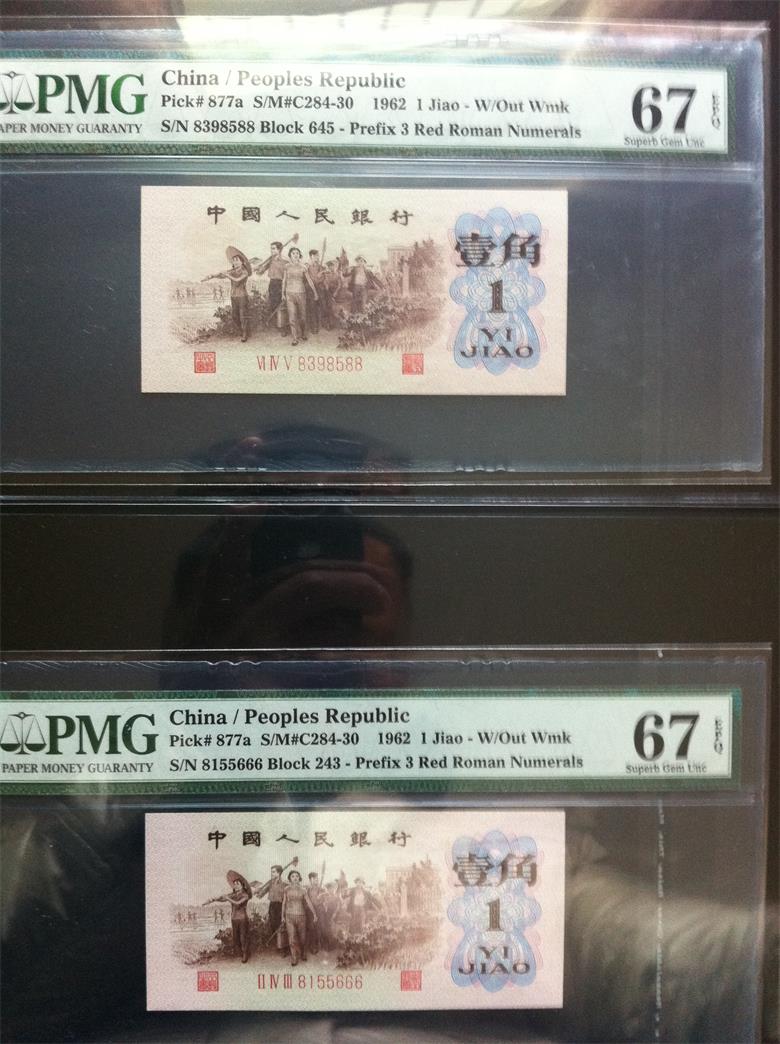 PMG
PAPER MONEY GUARANTY
China / Peoples Republic
Pick# 877a S/M#C284-30 1962 1 Jiao - W/Out Wmk
S/N 8398588 Block 645 - Prefix 3 Red Roman Numerals
67
EPQ
Superb Gem Unc
中國人民銀行
壹角
1
YI
JIAO
VI IV V 8398588
PMG
PAPER MONEY GUARANTY
China / Peoples Republic
Pick# 877a S/M#C284-30 1962 1 Jiao - W/Out Wmk
S/N 8155666 Block 243 - Prefix 3 Red Roman Numerals
67
EPQ
Superb Gem Unc
中國人民銀行
壹角
1
YI
JIAO
II IV III 8155666